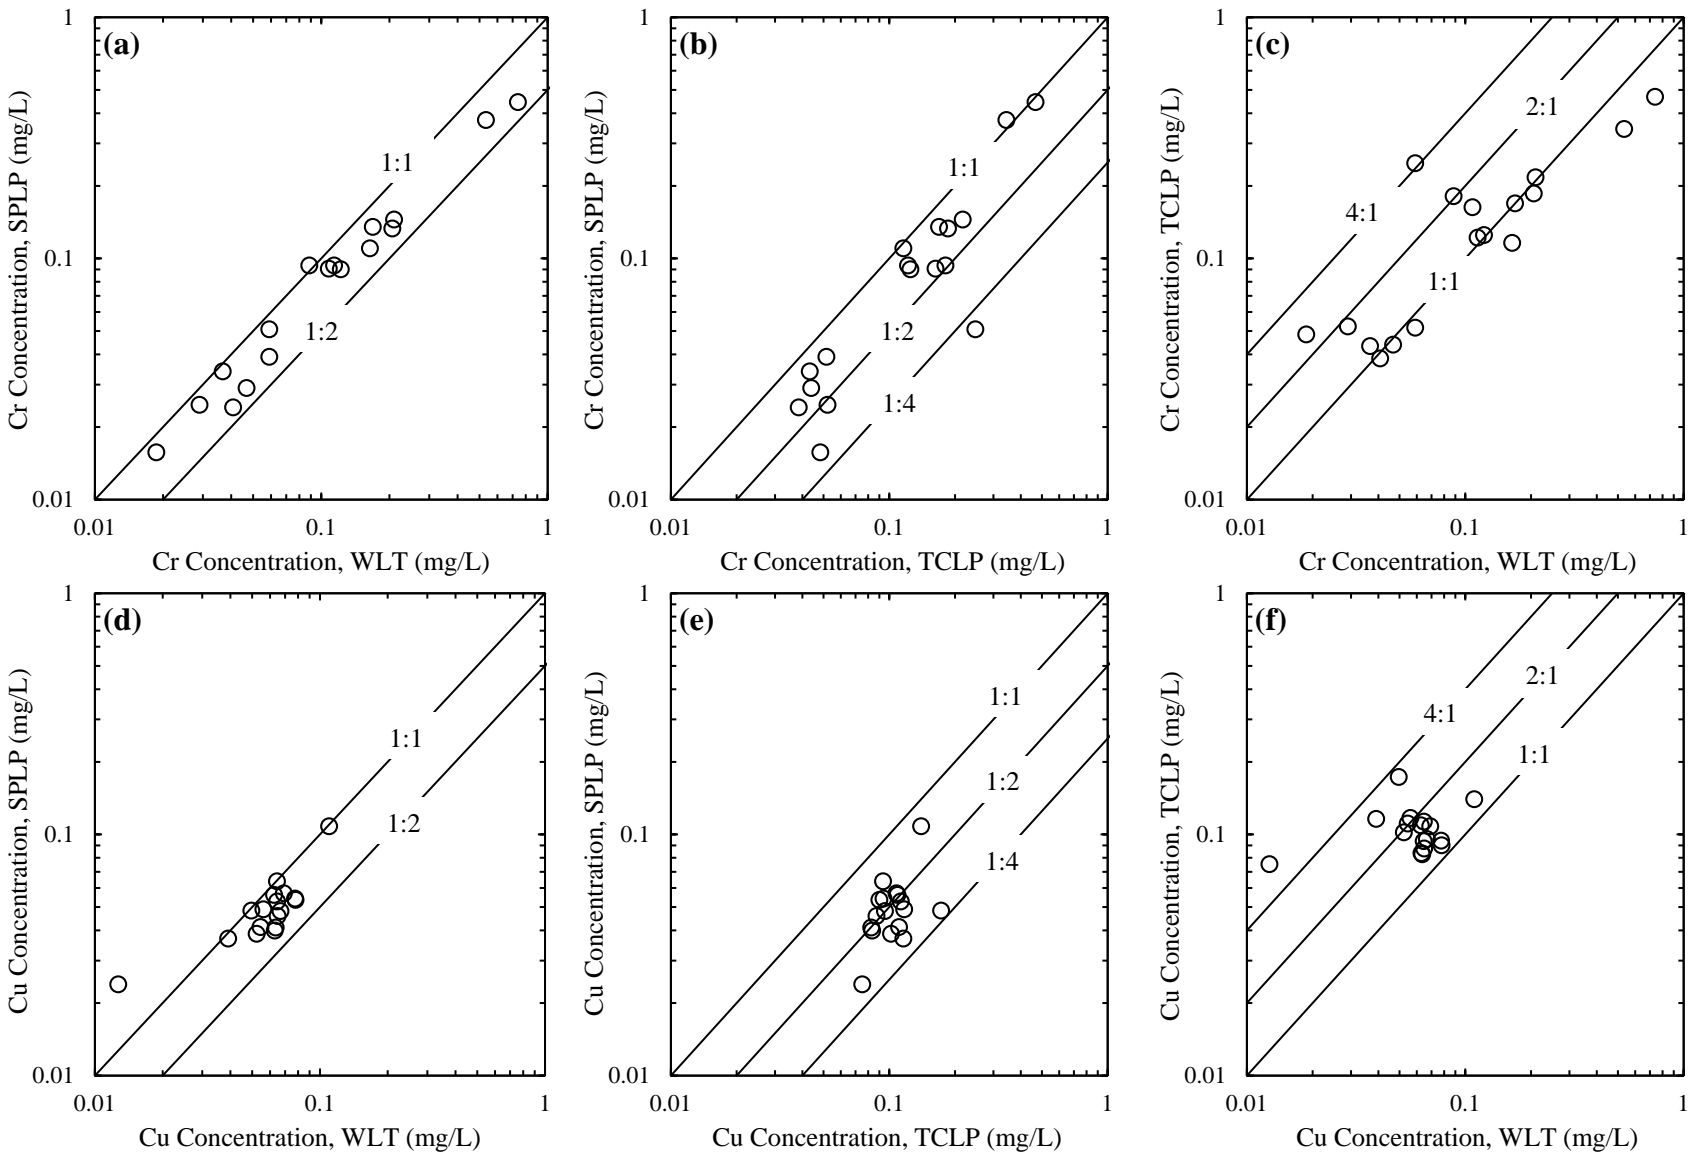 (a)
1
0.1
0.01
Cr Concentration, SPLP (mg/L)
1:1
1:2
0.01
0.1
1
Cr Concentration, WLT (mg/L)
(b)
1
0.1
0.01
Cr Concentration, SPLP (mg/L)
1:1
1:2
1:4
0.01
0.1
1
Cr Concentration, TCLP (mg/L)
(c)
1
0.1
0.01
Cr Concentration, TCLP (mg/L)
2:1
4:1
1:1
0.01
0.1
1
Cr Concentration, WLT (mg/L)
(d)
1
0.1
0.01
Cu Concentration, SPLP (mg/L)
1:1
1:2
0.01
0.1
1
Cu Concentration, WLT (mg/L)
(e)
1
0.1
0.01
Cu Concentration, SPLP (mg/L)
1:1
1:2
1:4
0.01
0.1
1
Cu Concentration, TCLP (mg/L)
(f)
1
0.1
0.01
Cu Concentration, TCLP (mg/L)
2:1
4:1
1:1
0.01
0.1
1
Cu Concentration, WLT (mg/L)